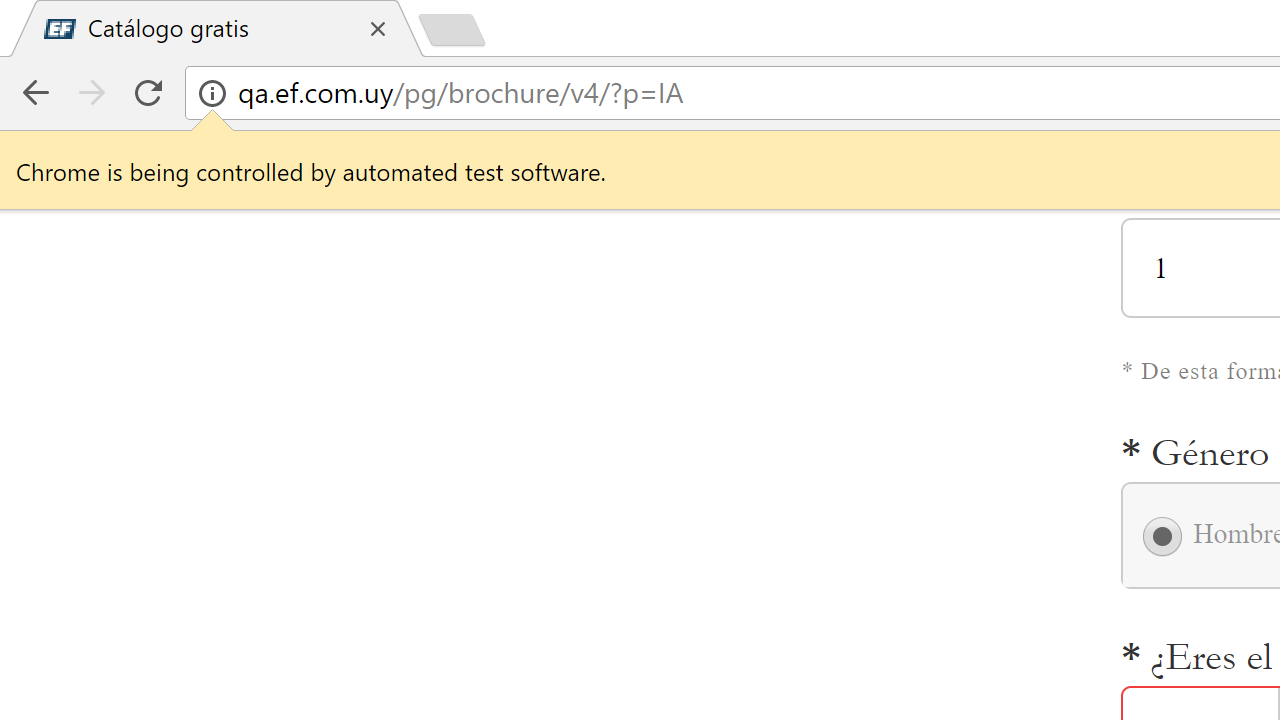 EF Catálogo gratis
qa.ef.com.uy/pg/brochure/v4/?p=IA
Chrome is being controlled by automated test software.
1
* De esta forma
* Género
Hombre
* ¿Eres el